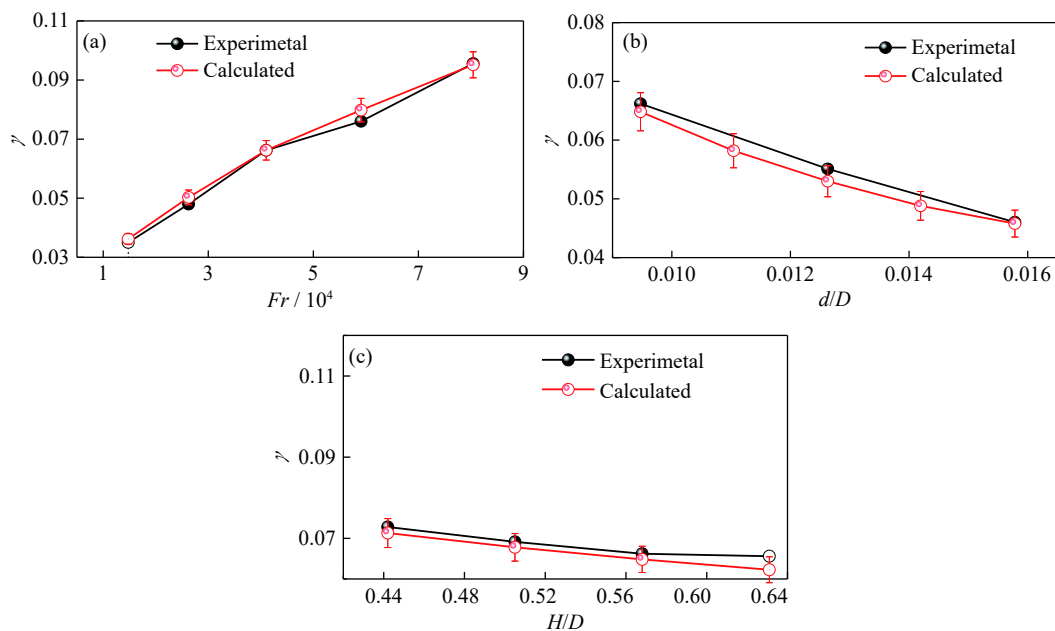 (a)
Experimetal
Calculated
0.11
0.09
0.07
0.05
0.03
γ
1 3 5 7 9
Fr / 10⁴
(b)
Experimetal
Calculated
0.08
0.07
0.06
0.05
0.04
γ
0.010 0.012 0.014 0.016
d/D
(c)
Experimetal
Calculated
0.11
0.09
0.07
γ
0.44 0.48 0.52 0.56 0.60 0.64
H/D